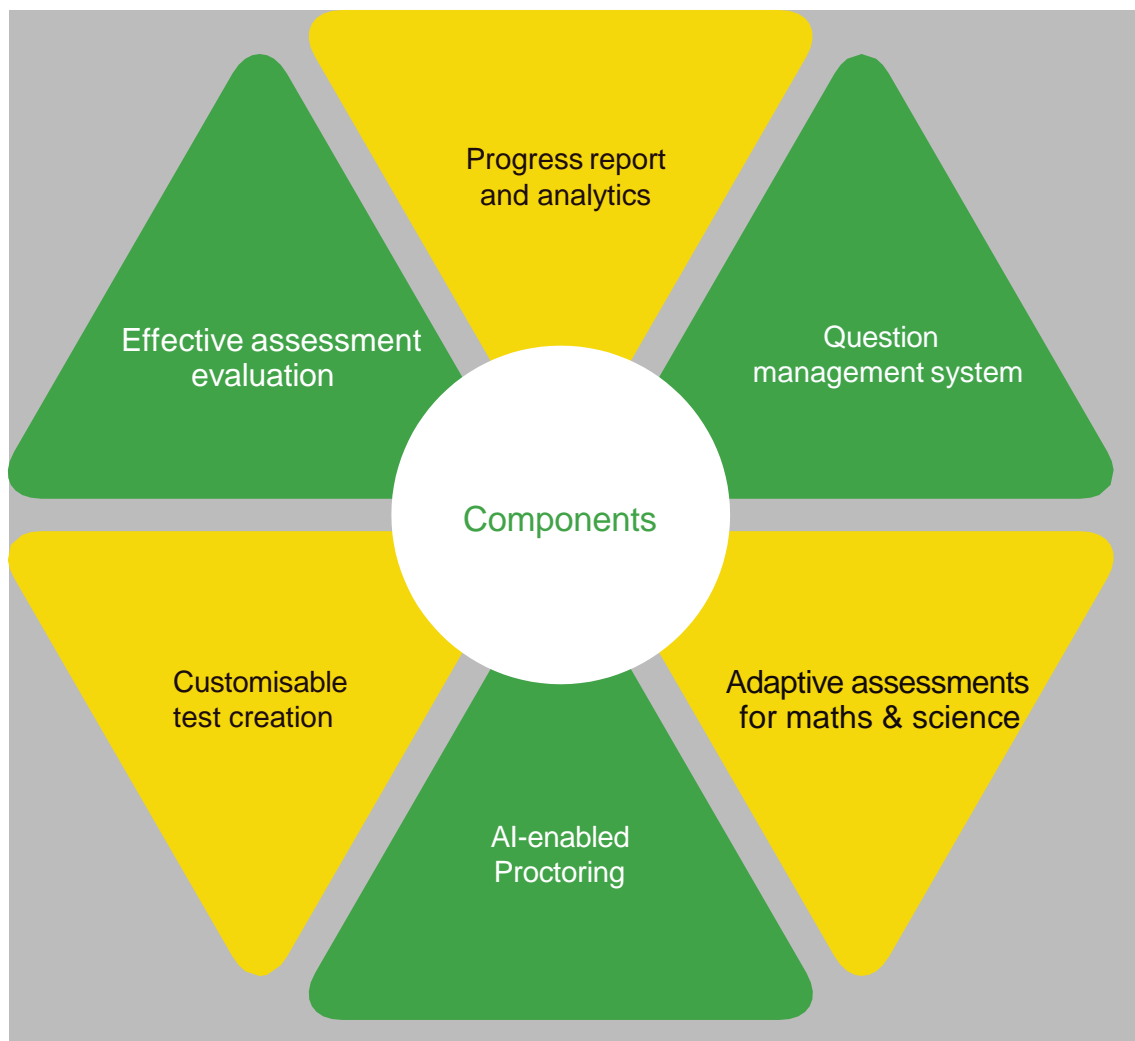 Progress report
and analytics
Effective assessment
evaluation
Question
management system
Components
Customisable
test creation
Adaptive assessments
for maths & science
AI-enabled
Proctoring